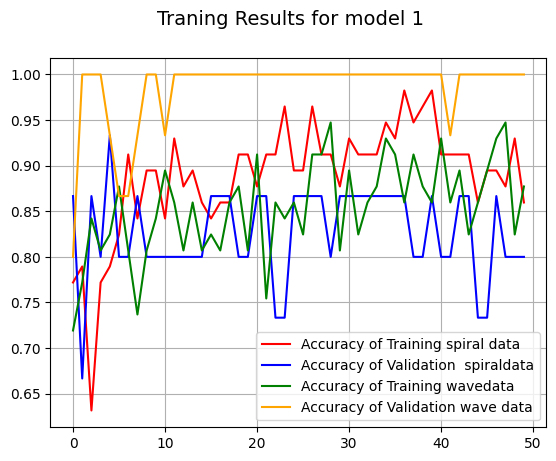 Traning Results for model 1
1.00
0.95
0.90
0.85
0.80
0.75
0.70
0.65
Accuracy of Training spiral data
Accuracy of Validation  spiraldata
Accuracy of Training wavedata
Accuracy of Validation wave data
0 10 20 30 40 50